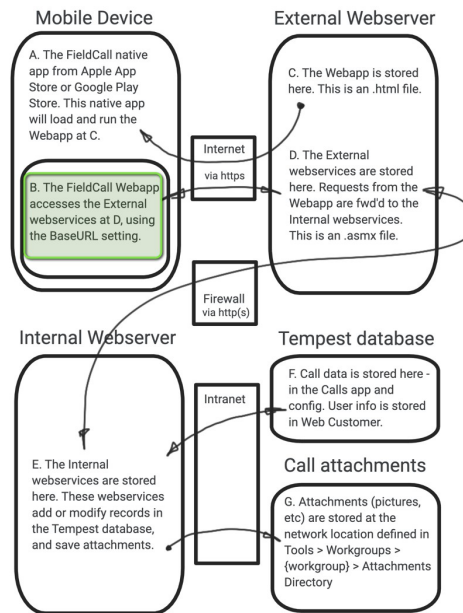 Mobile Device
A. The FieldCall native
app from Apple App
Store or Google Play
Store. This native app
will load and run the
Webapp at C.
B. The FieldCall Webapp
accesses the External
webservices at D, using
the BaseURL setting.
Internet
via https
External Webserver
C. The Webapp is stored
here. This is an .html file.
D. The External
webservices are stored
here. Requests from the
Webapp are fwd'd to the
Internal webservices.
This is an .asmx file.
Firewall
via http(s)
Internal Webserver
E. The Internal
webservices are stored
here. These webservices
add or modify records in
the Tempest database,
and save attachments.
Intranet
Tempest database
F. Call data is stored here -
in the Calls app and
config. User info is stored
in Web Customer.
Call attachments
G. Attachments (pictures,
etc) are stored at the
network location defined in
Tools > Workgroups >
{workgroup} > Attachments
Directory